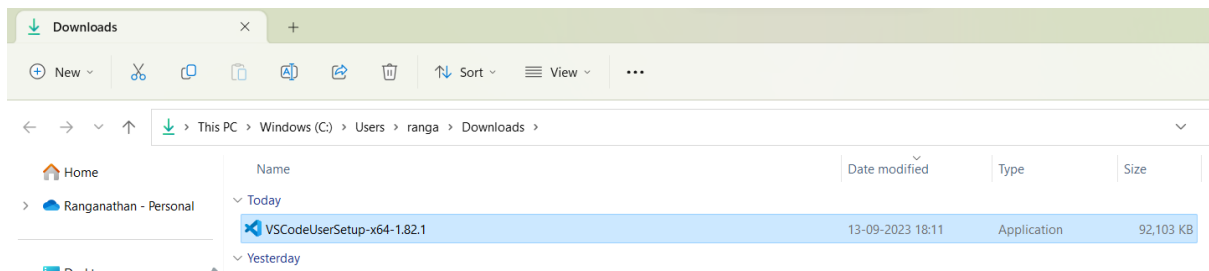 Downloads
New
Sort
View
This PC > Windows (C:) > Users > ranga > Downloads >
Home
Name
Date modified
Type
Size
Ranganathan - Personal
Today
VSCodeUserSetup-x64-1.82.1
13-09-2023 18:11
Application
92,103 KB
Yesterday